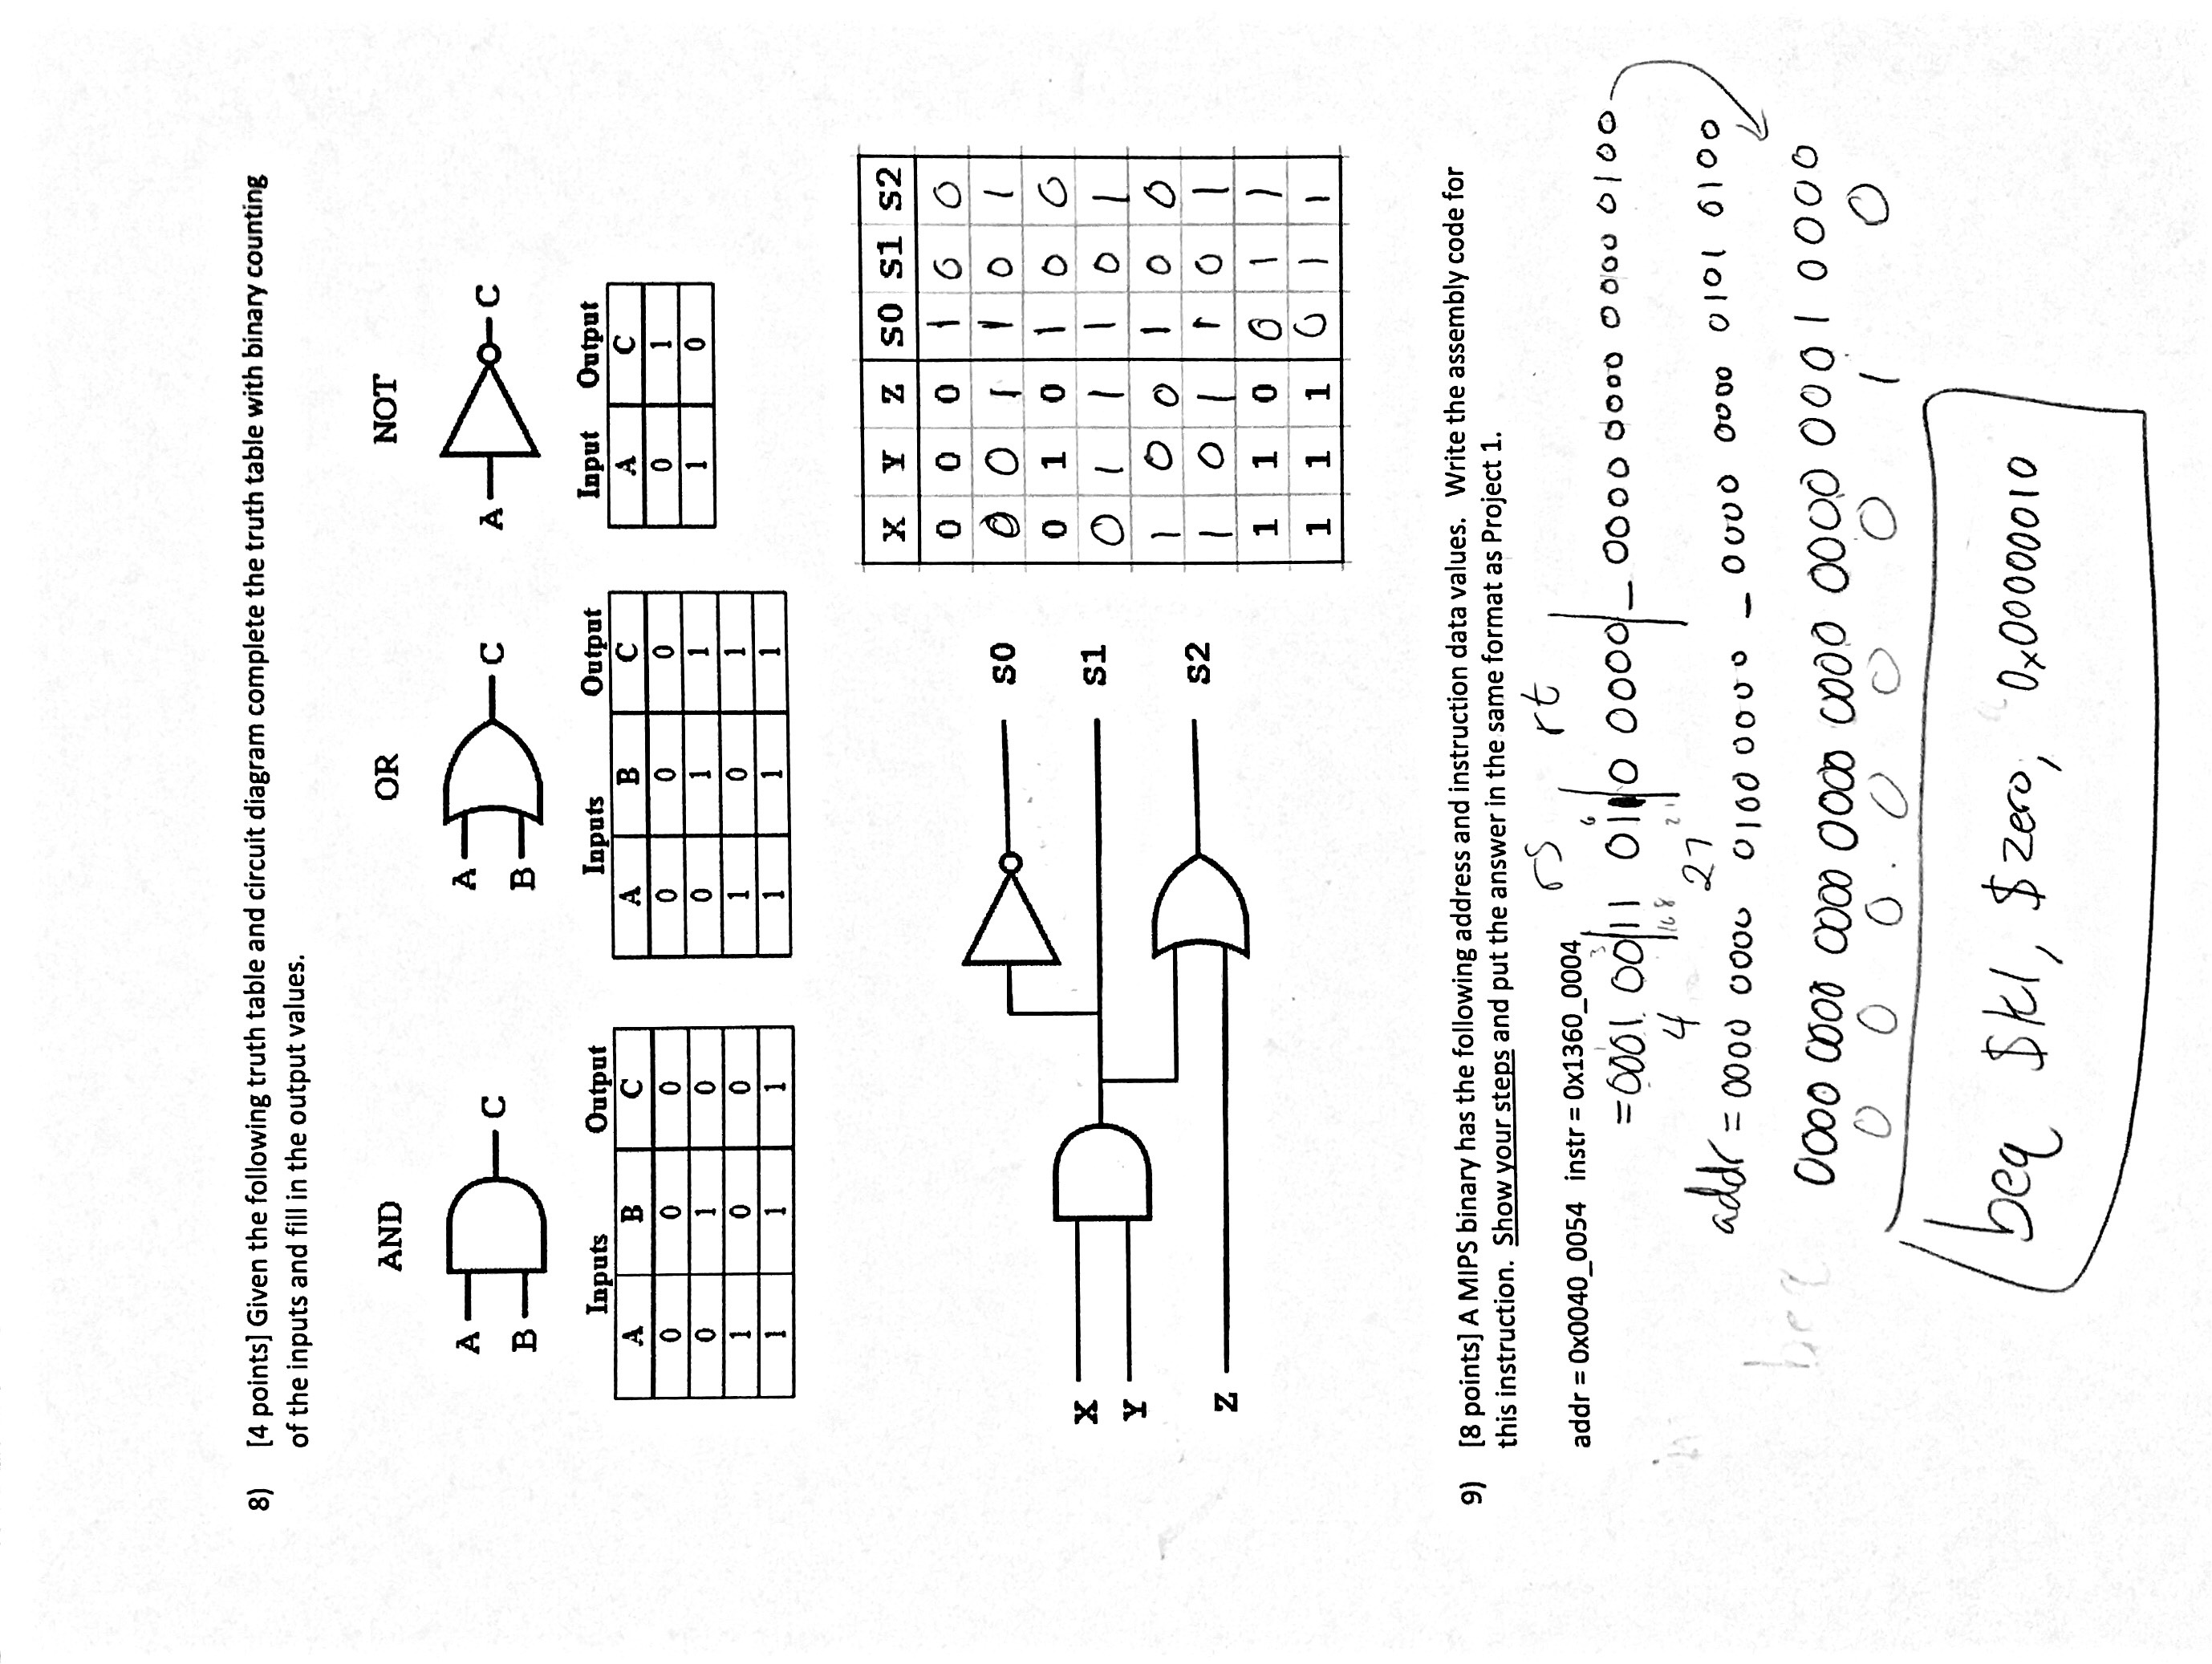 8) [4 points] Given the following truth table and circuit diagram complete the truth table with binary counting
of the inputs and fill in the output values.
AND OR NOT
A B C
A B C
A C
Inputs Output
A B C
0 0 0
0 1 0
1 0 0
1 1 1
Inputs Output
A B C
0 0 0
0 1 1
1 0 1
1 1 1
Input Output
A C
0 1
1 0
X
Y
Z
S0
S1
S2
X Y Z S0 S1 S2
0 0 0 1 0 0
0 0 1 1 0 1
0 1 0 1 0 0
0 1 1 1 0 1
1 0 0 1 0 0
1 0 1 1 0 1
1 1 0 0 1 1
1 1 1 0 1 1
9) [8 points] A MIPS binary has the following address and instruction data values. Write the assembly code for
this instruction. Show your steps and put the answer in the same format as Project 1.
rs rt
addr = 0x0040_0054 instr = 0x1360_0004
3 6
=0001 00|11 011|0 0000|_ 0000 0000 0000 0100
16 8 2 1
4 27
addr = 0000 0000 0100 0000 _ 0000 0000 0101 0100
beq
0000 0000 0000 0000 0000 0000 0001 0000
0 0 0 0 0 0 1 0
beq $k1, $zero, 0x00000010